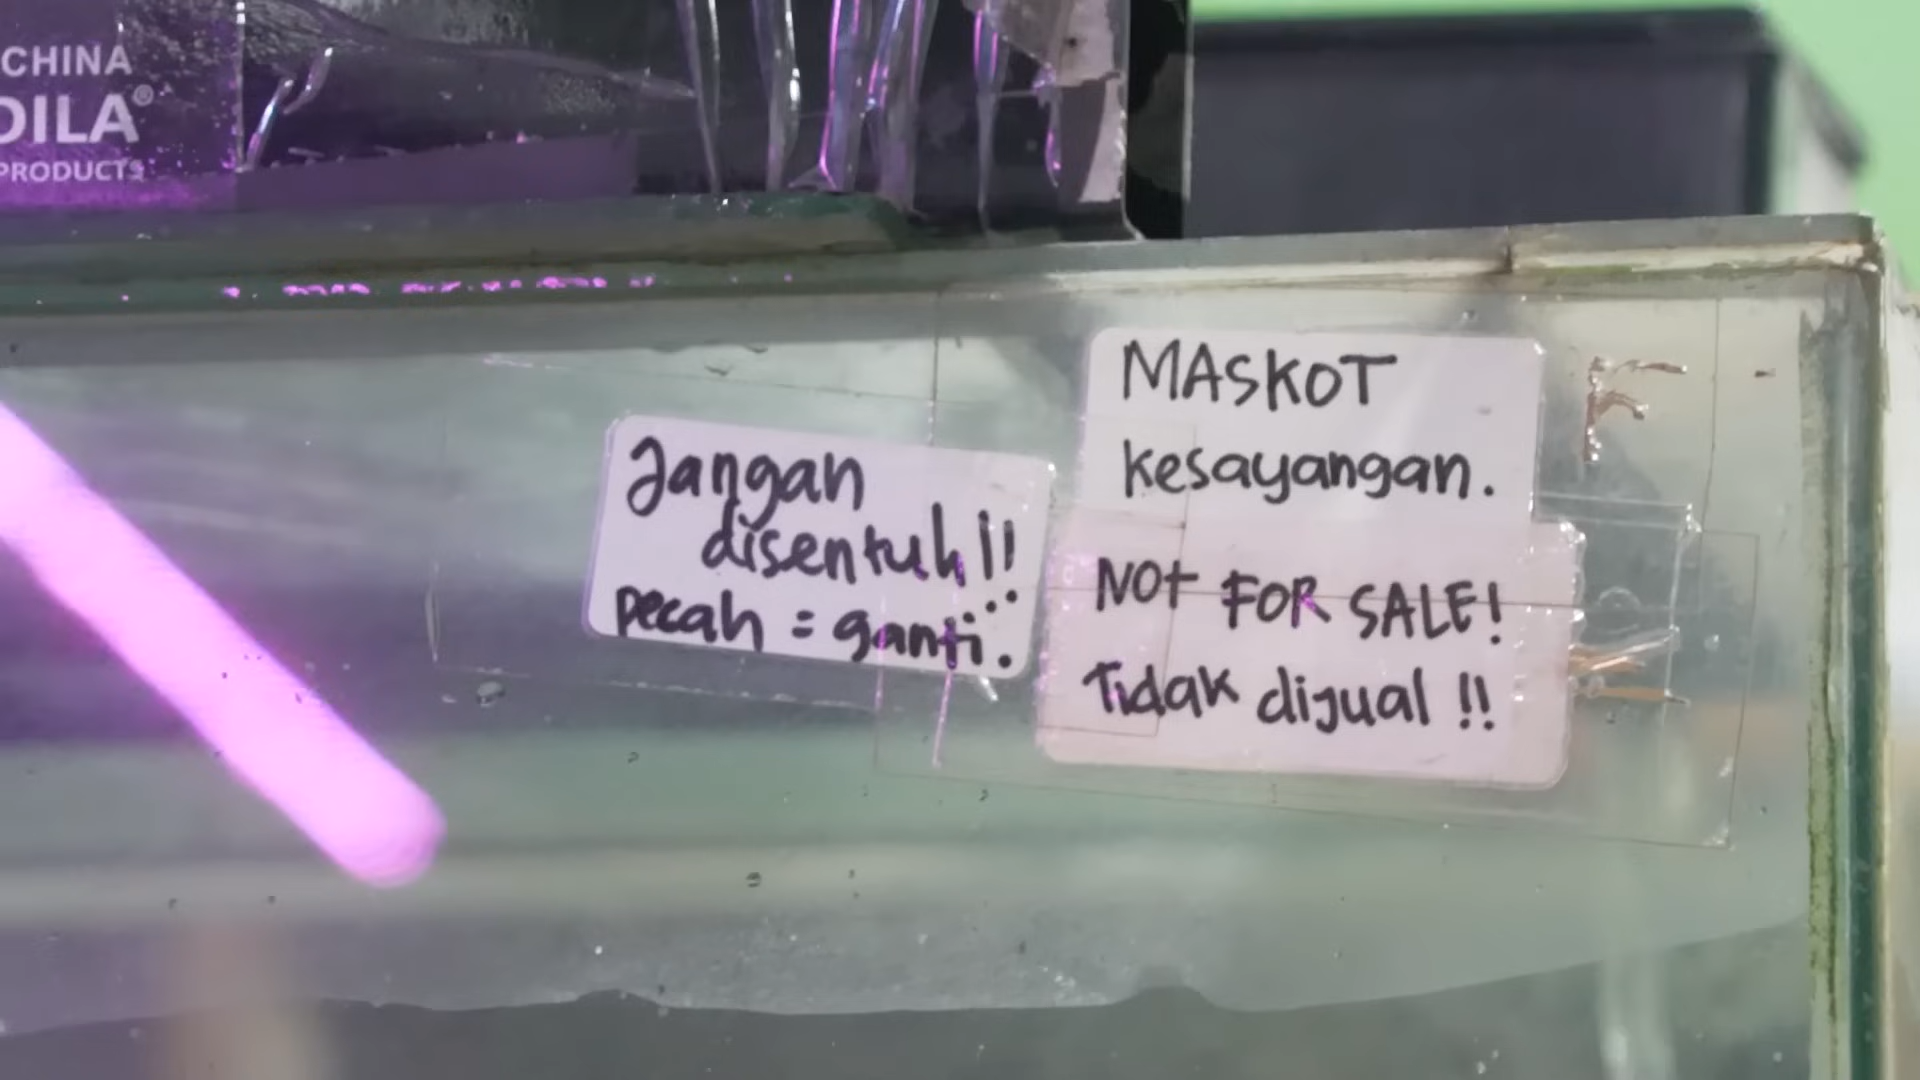 CHINA
DILA®
PRODUCTS
Jangan
disentuh!!
pecah = ganti.
MASKOT
kesayangan.
NOT FOR SALE!
Tidak dijual !!
F